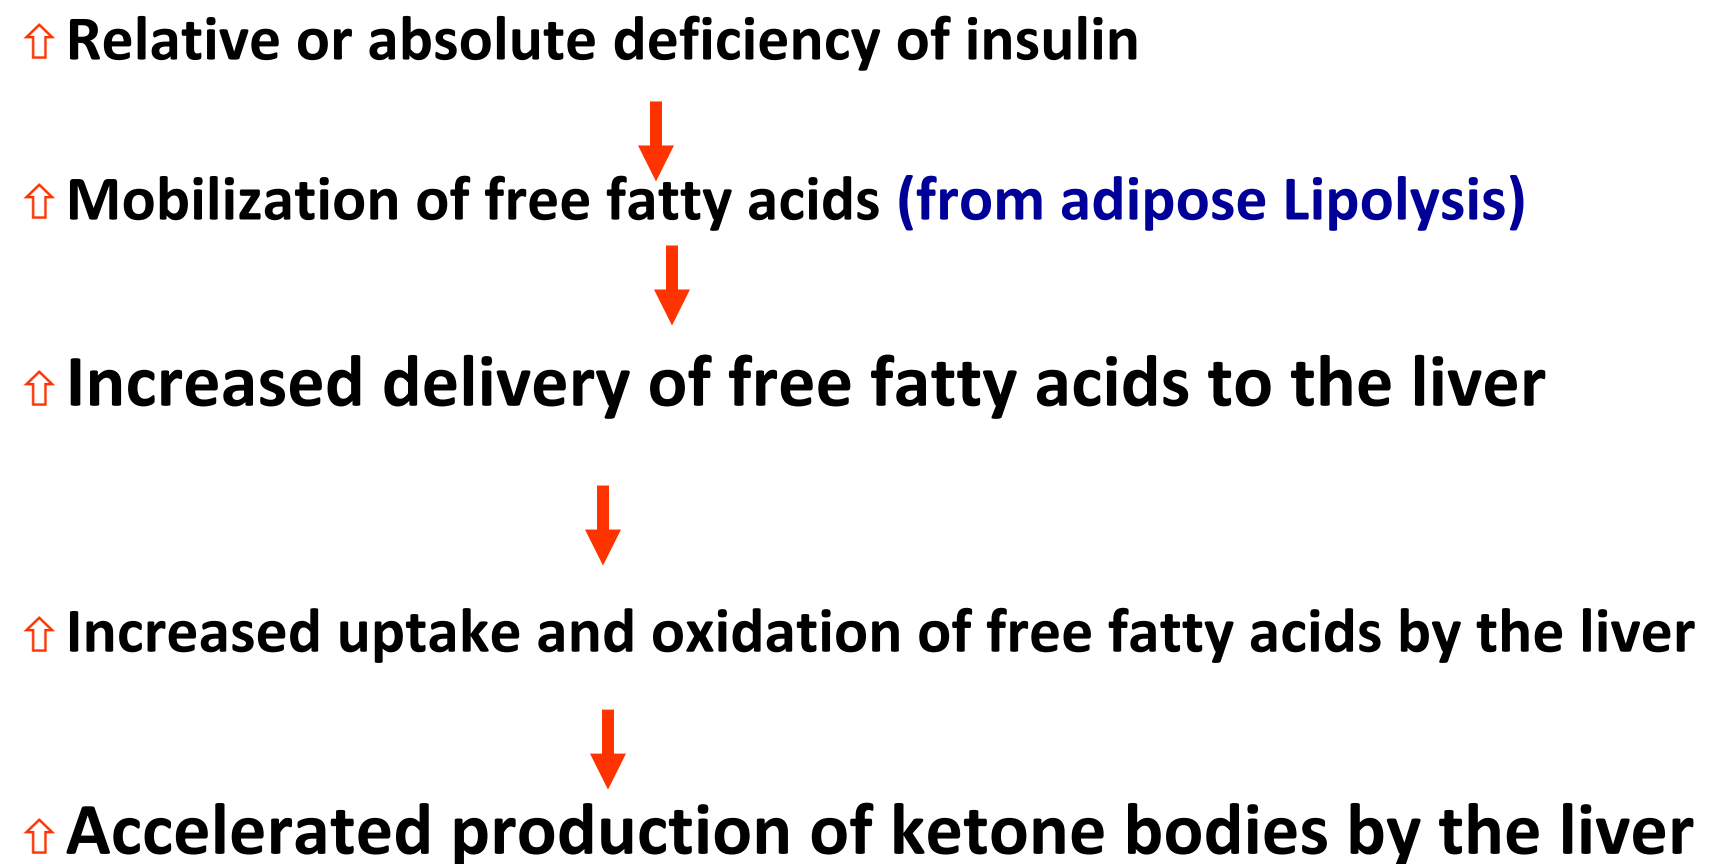 ⇧ Relative or absolute deficiency of insulin
⇧ Mobilization of free fatty acids (from adipose Lipolysis)
⇧ Increased delivery of free fatty acids to the liver
⇧ Increased uptake and oxidation of free fatty acids by the liver
⇧ Accelerated production of ketone bodies by the liver